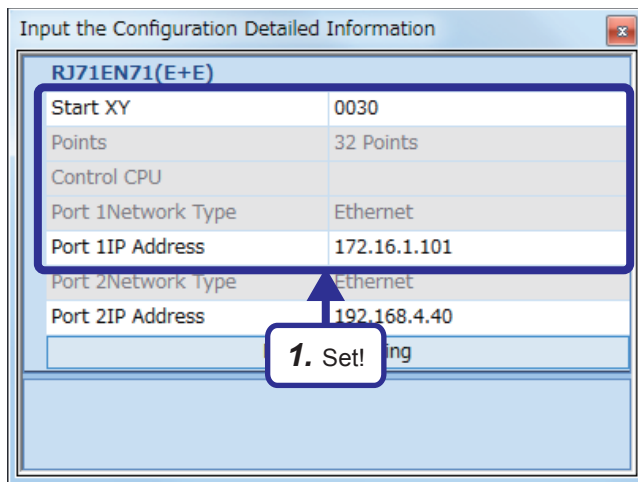 Input the Configuration Detailed Information
RJ71EN71(E+E)
Start XY 0030
Points 32 Points
Control CPU
Port 1Network Type Ethernet
Port 1IP Address 172.16.1.101
Port 2Network Type Ethernet
Port 2IP Address 192.168.4.40
1. Set!